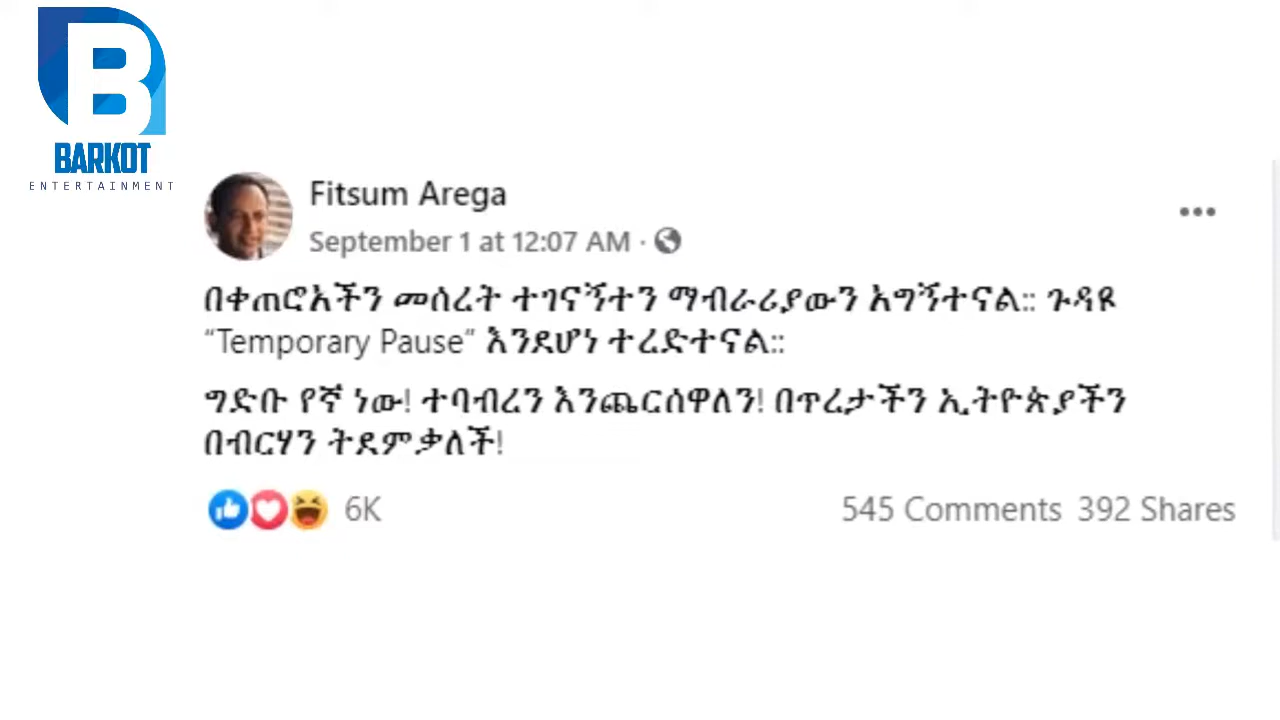 B
BARKOT
ENTERTAINMENT
Fitsum Arega
September 1 at 12:07 AM ·
በቀጠሮአችን መሰረት ተገናኝተን ማብራሪያውን አግኝተናል:: ጉዳዩ
“Temporary Pause” እንደሆነ ተረድተናል::
ግድቡ የኛ ነው! ተባብረን እንጨርሰዋለን! በጥረታችን ኢትዮጵያችን
በብርሃን ትደምቃለች!
6K
545 Comments 392 Shares